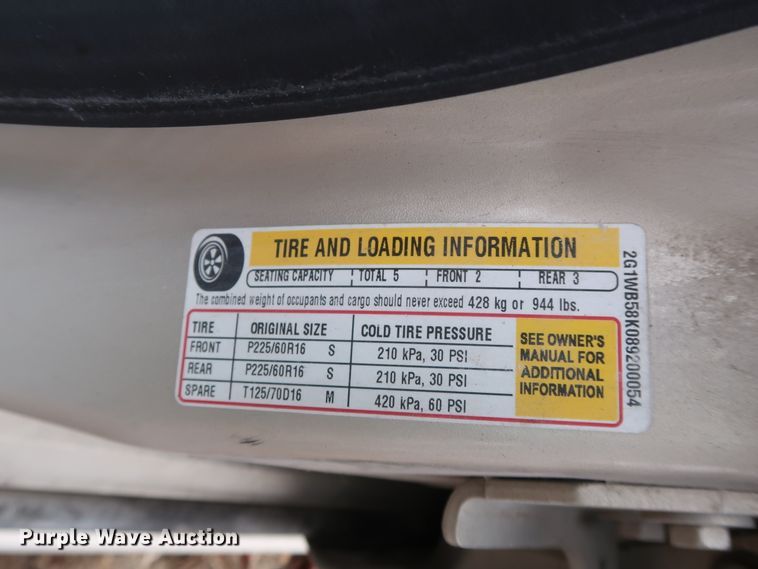 TIRE AND LOADING INFORMATION
SEATING CAPACITY TOTAL 5 FRONT 2 REAR 3
The combined weight of occupants and cargo should never exceed 428 kg or 944 lbs.
TIRE ORIGINAL SIZE COLD TIRE PRESSURE
FRONT P225/60R16 S 210 kPa, 30 PSI
REAR P225/60R16 S 210 kPa, 30 PSI
SPARE T125/70D16 M 420 kPa, 60 PSI
SEE OWNER'S
MANUAL FOR
ADDITIONAL
INFORMATION
2G1WB58K089200054
Purple Wave Auction